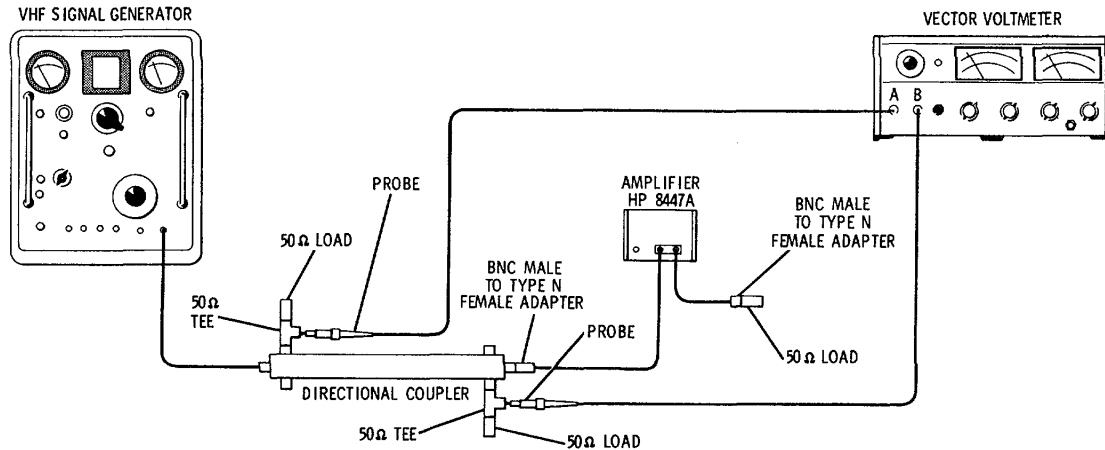 VHF SIGNAL GENERATOR
VECTOR VOLTMETER
A B
PROBE
AMPLIFIER
HP 8447A
BNC MALE
TO TYPE N
FEMALE ADAPTER
50Ω LOAD
BNC MALE
TO TYPE N
FEMALE ADAPTER
50Ω
TEE
PROBE
50Ω LOAD
DIRECTIONAL COUPLER
50Ω TEE
50Ω LOAD